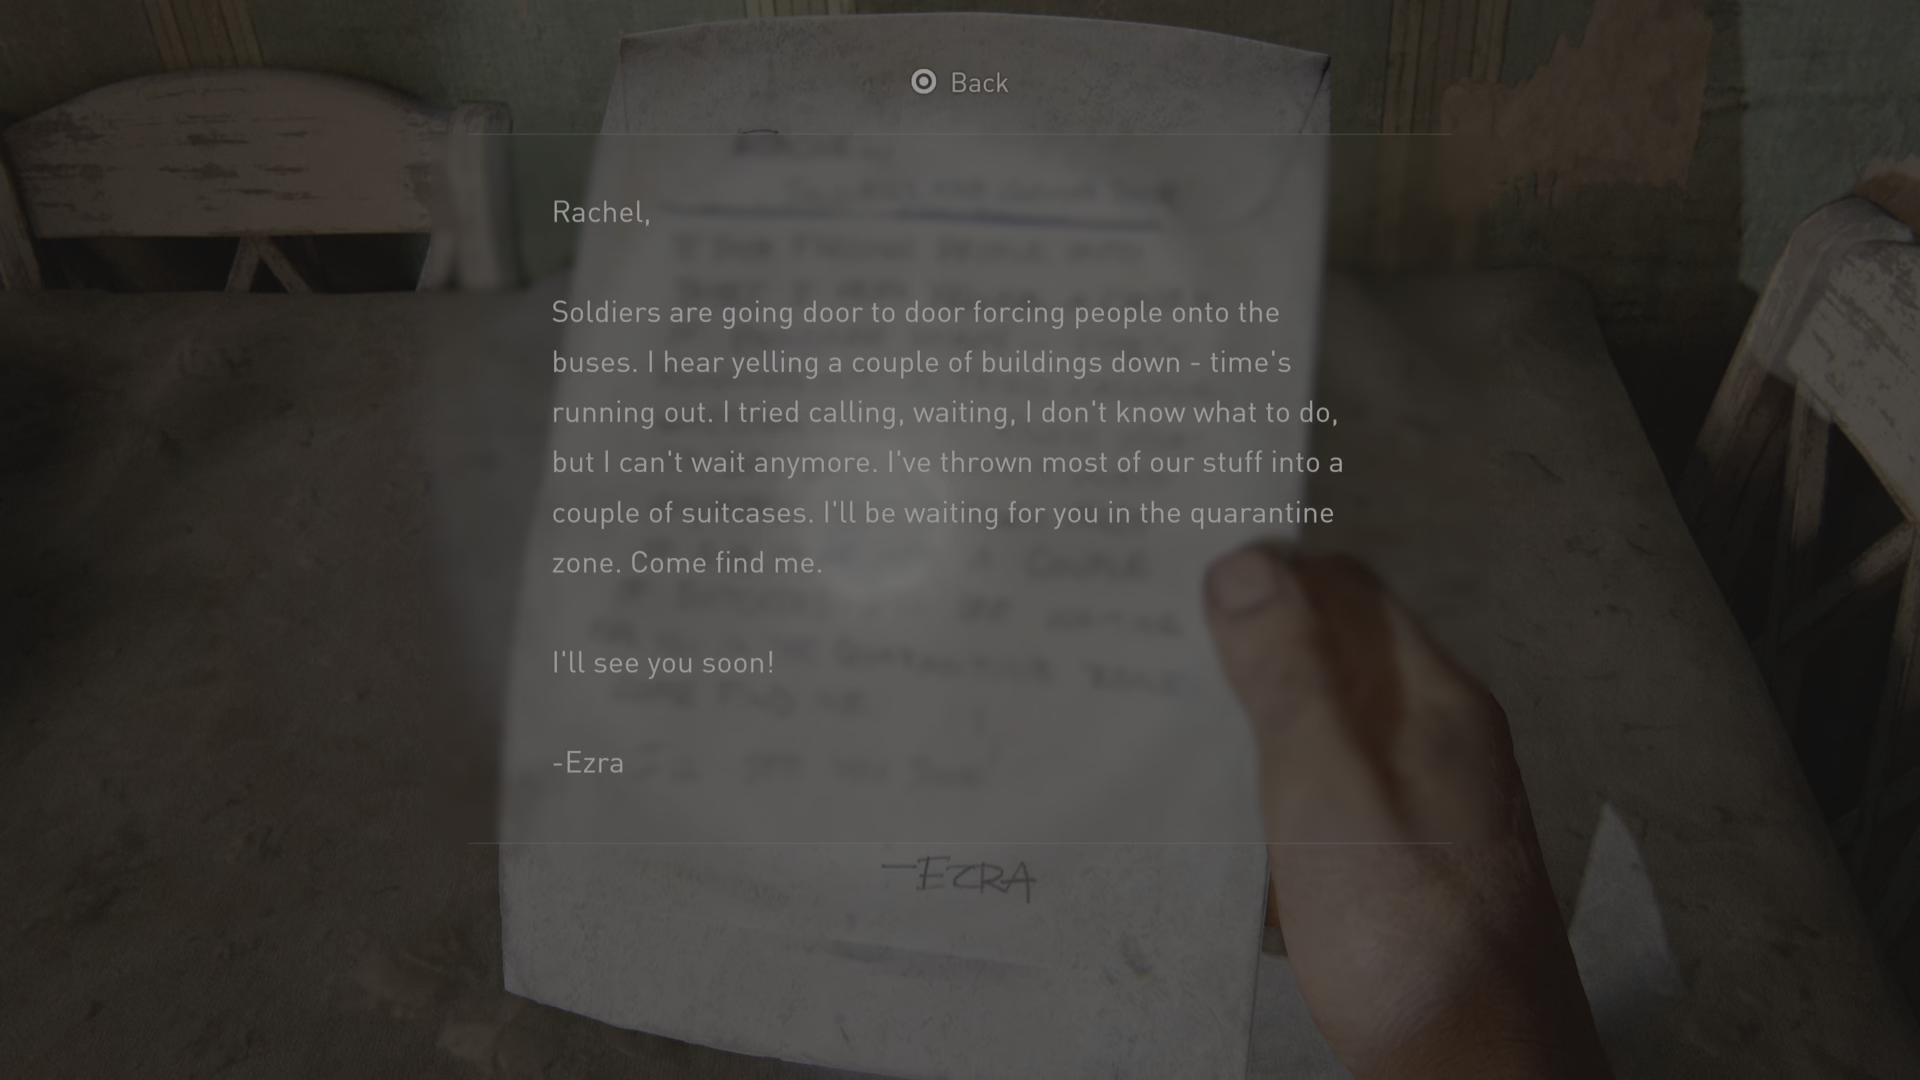 Back
Rachel,
Soldiers are going door to door forcing people onto the
buses. I hear yelling a couple of buildings down - time's
running out. I tried calling, waiting, I don't know what to do,
but I can't wait anymore. I've thrown most of our stuff into a
couple of suitcases. I'll be waiting for you in the quarantine
zone. Come find me.
I'll see you soon!
-Ezra
—EZRA